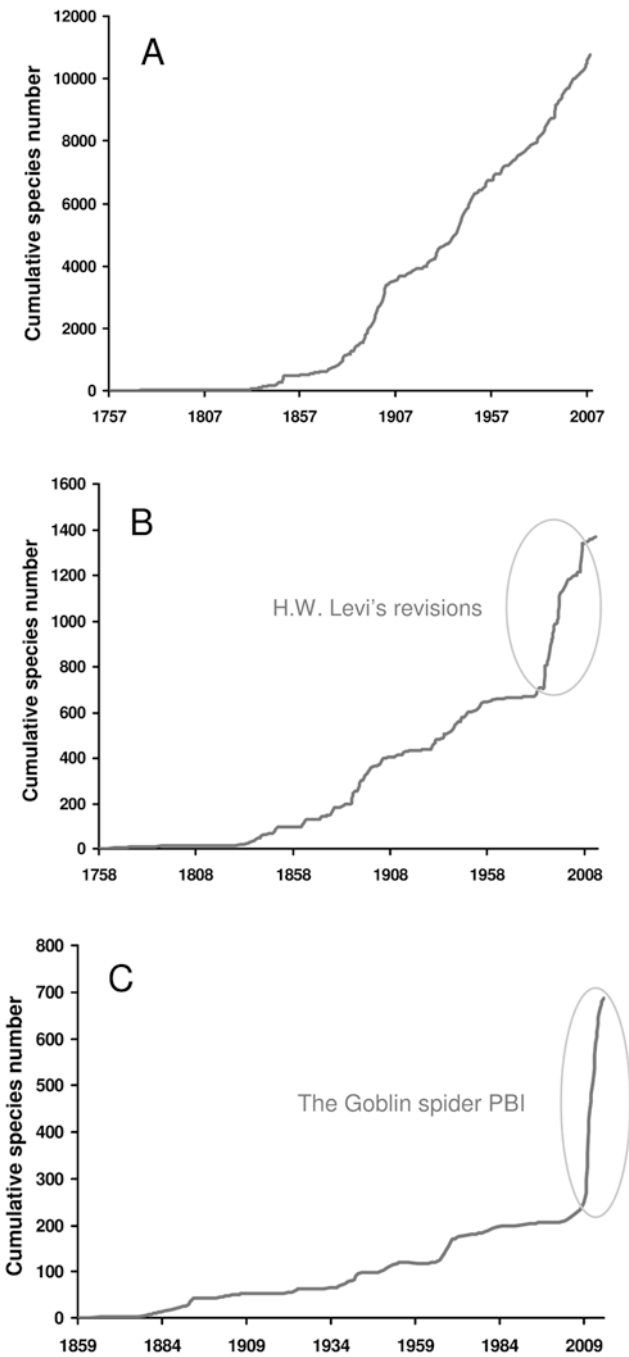 A
Cumulative species number
12000
10000
8000
6000
4000
2000
0
1757 1807 1857 1907 1957 2007
B
Cumulative species number
1600
1400
1200
1000
800
600
400
200
0
H.W. Levi's revisions
1758 1808 1858 1908 1958 2008
C
Cumulative species number
800
700
600
500
400
300
200
100
0
The Goblin spider PBI
1859 1884 1909 1934 1959 1984 2009